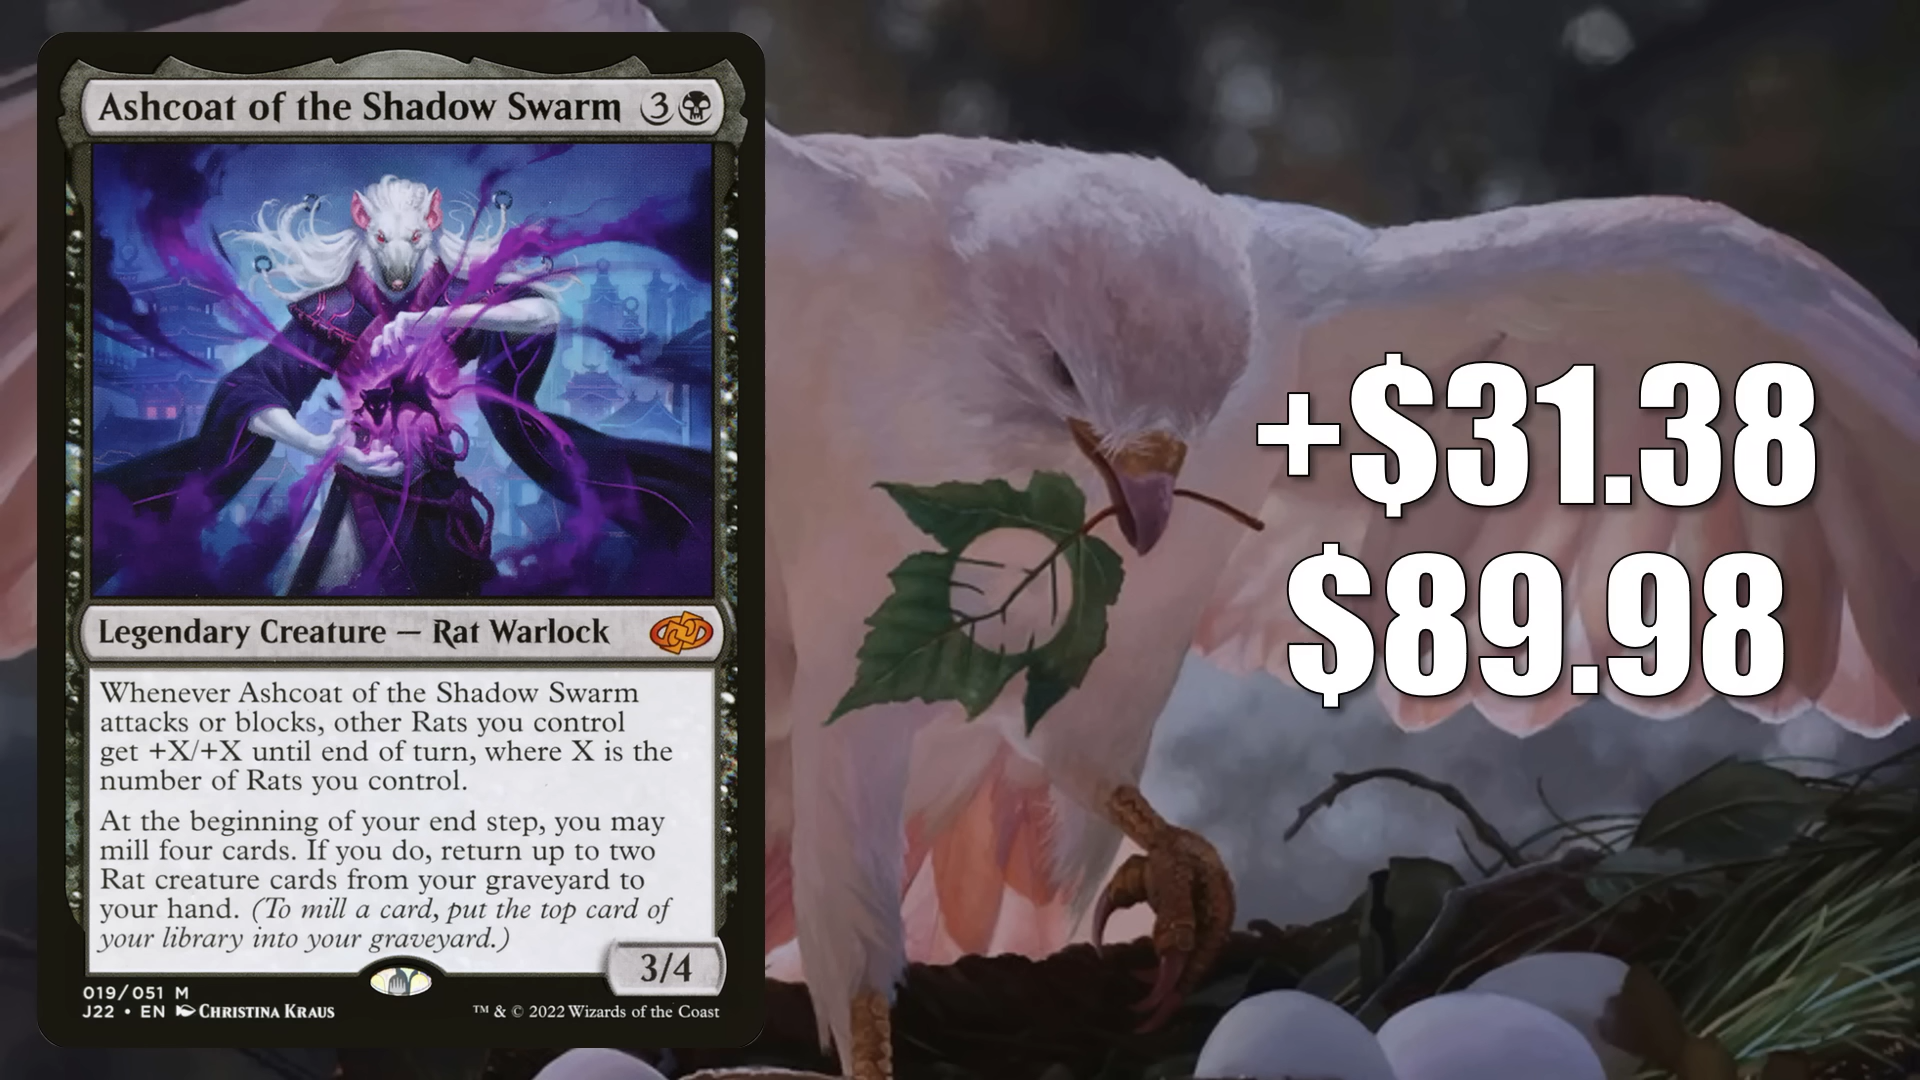 Ashcoat of the Shadow Swarm 3
Legendary Creature — Rat Warlock
Whenever Ashcoat of the Shadow Swarm
attacks or blocks, other Rats you control
get +X/+X until end of turn, where X is the
number of Rats you control.
At the beginning of your end step, you may
mill four cards. If you do, return up to two
Rat creature cards from your graveyard to
your hand. (To mill a card, put the top card of
your library into your graveyard.)
3/4
019/051 M
J22 • EN Christina Kraus
™ & © 2022 Wizards of the Coast
+$31.38
$89.98